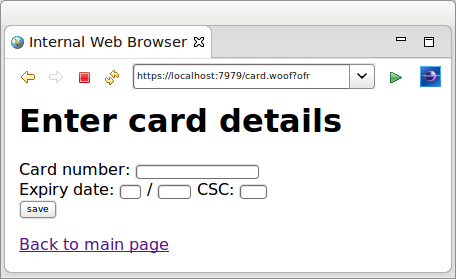 Internal Web Browser
https://localhost:7979/card.woof?ofr
Enter card details
Card number:
Expiry date: / CSC:
save
Back to main page